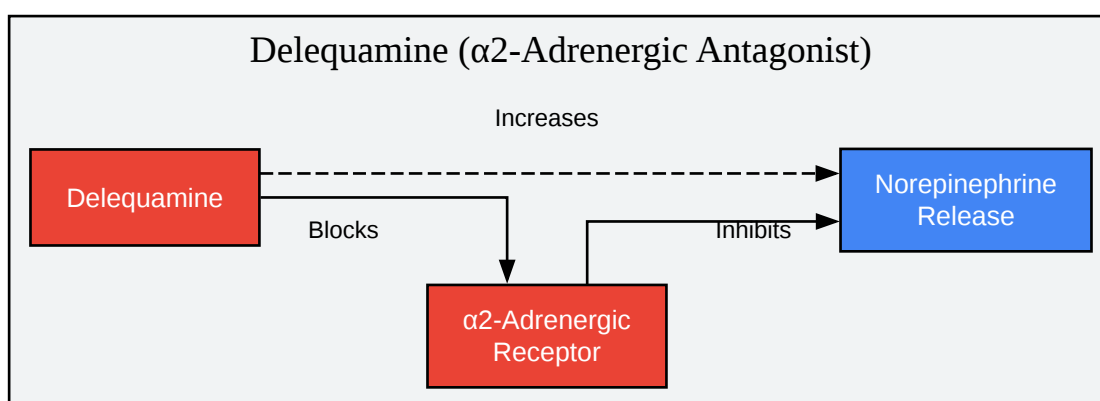 Delequamine (α2-Adrenergic Antagonist)
Increases
Delequamine
Norepinephrine
Release
Blocks
Inhibits
α2-Adrenergic
Receptor